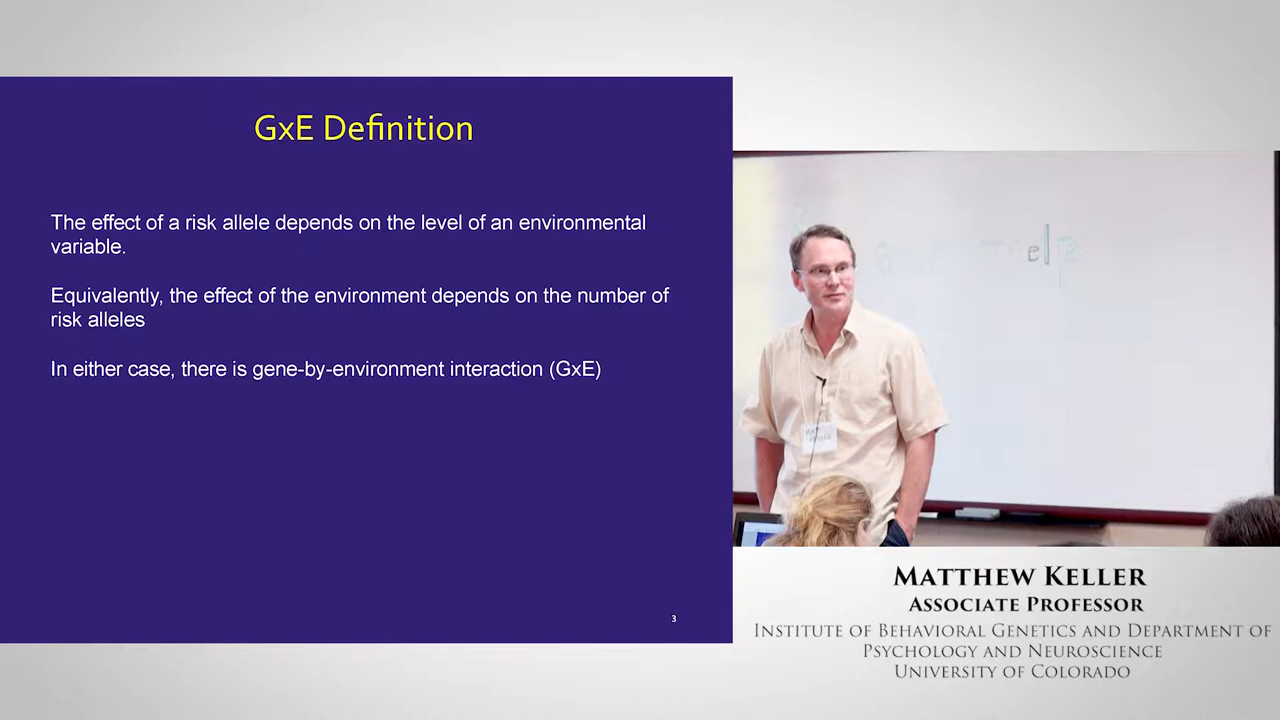 GxE Definition
The effect of a risk allele depends on the level of an environmental
variable.
Equivalently, the effect of the environment depends on the number of
risk alleles
In either case, there is gene-by-environment interaction (GxE)
3
MATTHEW KELLER
ASSOCIATE PROFESSOR
INSTITUTE OF BEHAVIORAL GENETICS AND DEPARTMENT OF
PSYCHOLOGY AND NEUROSCIENCE
UNIVERSITY OF COLORADO